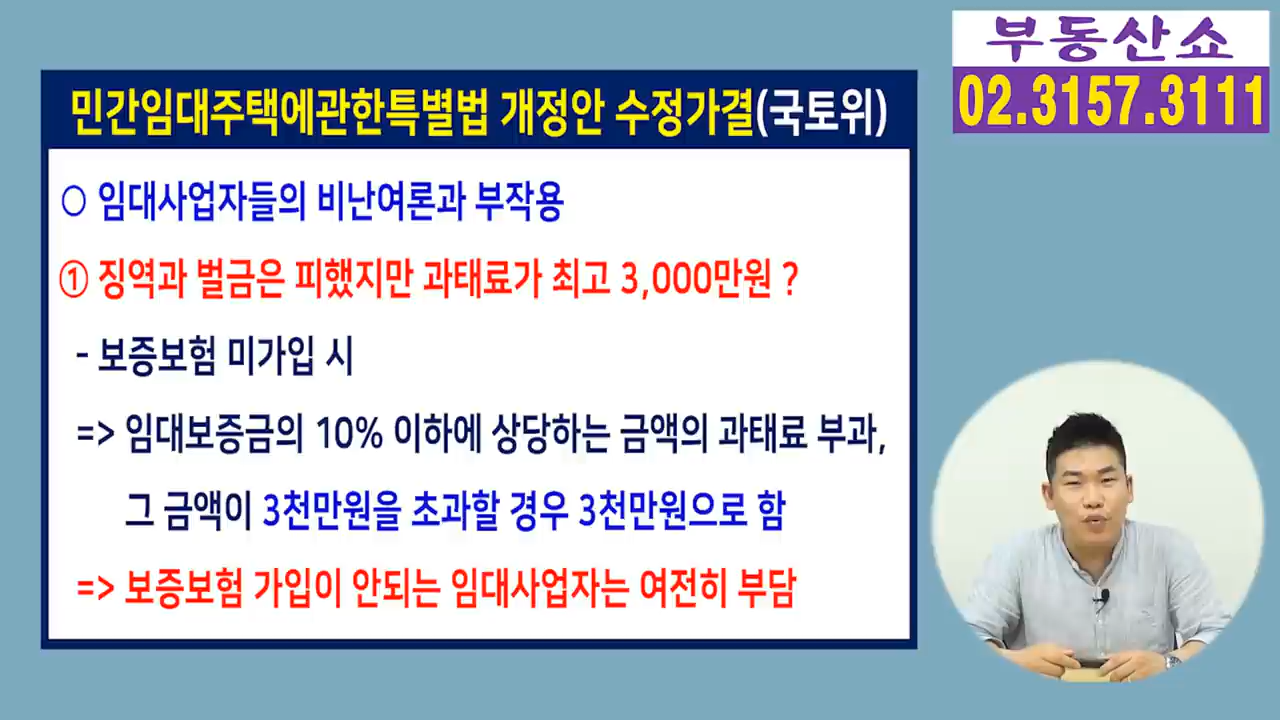 부동산쇼
02.3157.3111
민간임대주택에관한특별법 개정안 수정가결(국토위)
○ 임대사업자들의 비난여론과 부작용
① 징역과 벌금은 피했지만 과태료가 최고 3,000만원 ?
- 보증보험 미가입 시
=> 임대보증금의 10% 이하에 상당하는 금액의 과태료 부과,
그 금액이 3천만원을 초과할 경우 3천만원으로 함
=> 보증보험 가입이 안되는 임대사업자는 여전히 부담